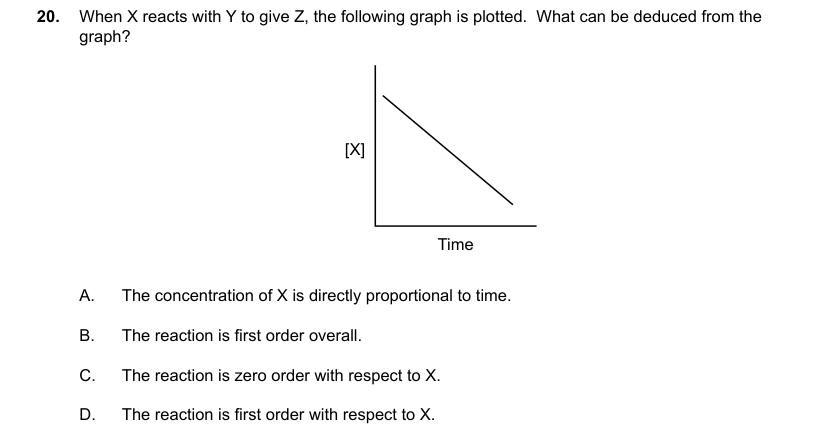 20. When X reacts with Y to give Z, the following graph is plotted. What can be deduced from the
graph?
[X]
Time
A. The concentration of X is directly proportional to time.
B. The reaction is first order overall.
C. The reaction is zero order with respect to X.
D. The reaction is first order with respect to X.